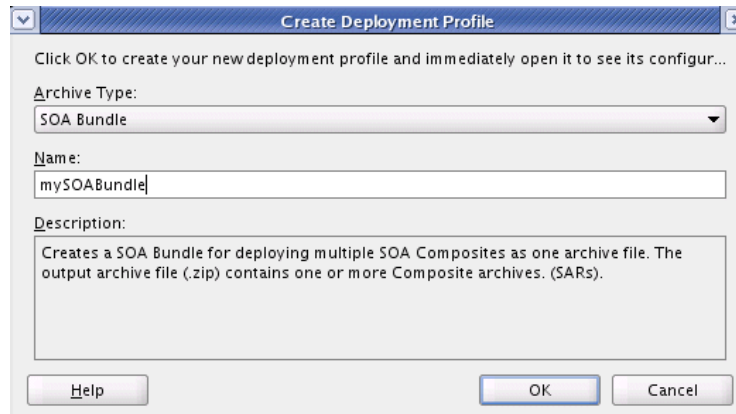 Create Deployment Profile
Click OK to create your new deployment profile and immediately open it to see its configur...
Archive Type:
SOA Bundle
Name:
mySOABundle
Description:
Creates a SOA Bundle for deploying multiple SOA Composites as one archive file. The
output archive file (.zip) contains one or more Composite archives. (SARs).
Help
OK
Cancel